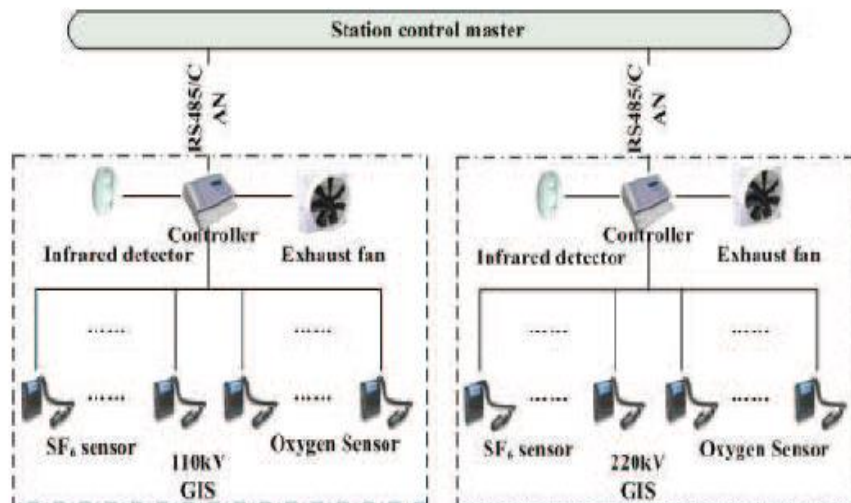 Station control master
RS485/C
AN
RS485/C
AN
Controller
Infrared detector
Exhaust fan
Controller
Infrared detector
Exhaust fan
......
......
......
......
......
......
......
......
SF₆ sensor
Oxygen Sensor
110kV
GIS
SF₆ sensor
Oxygen Sensor
220kV
GIS